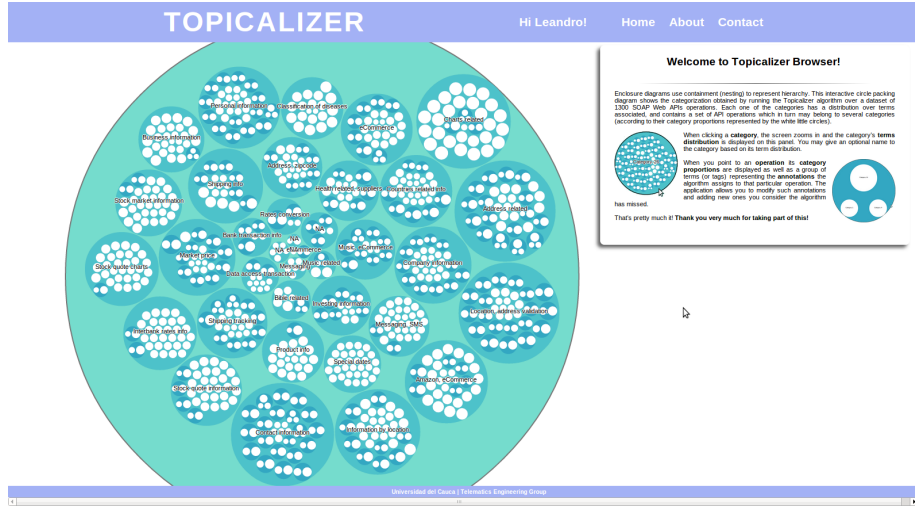 TOPICALIZER
Hi Leandro! Home About Contact
Welcome to Topicalizer Browser!
Enclosure diagrams use containment (nesting) to represent hierarchy. This interactive circle packing
diagram shows the categorization obtained by running the Topicalizer algorithm over a dataset of
1300 SOAP Web APIs operations. Each one of the categories has a distribution over terms
associated, and contains a set of API operations which in turn may belong to several categories
(according to the category proportions represented by the white little circles).
When clicking a category, the screen zooms in and the category's terms
distribution is displayed on this panel. You may give an optional name to
the category based on its term distribution.
When you point to an operation its category
proportions are displayed as well as a group of
terms (or tags) representing the annotations the
algorithm assigns to that particular operation. The
application allows you to modify such annotations
and adding new ones you consider the algorithm
has missed.
That's pretty much it! Thank you very much for taking part of this!
Personal information
Classification of diseases
eCommerce
Charts related
Business information
Address, zipcode
Shipping info
Health related, suppliers
Countries related info
Stock market information
Address related
Rates conversion
NA
Bank transaction info
NA
NA
eCommerce
Music, eCommerce
Market price
Messaging
Music related
Company information
Stock quote charts
Data access transaction
Bible related
Investing information
Location, address validation
Shipping tracking
Messaging, SMS
Interbank rates info
Product info
Special dates
Stock quote information
Amazon, eCommerce
Contact information
Information by location
Universidad del Cauca | Telematics Engineering Group